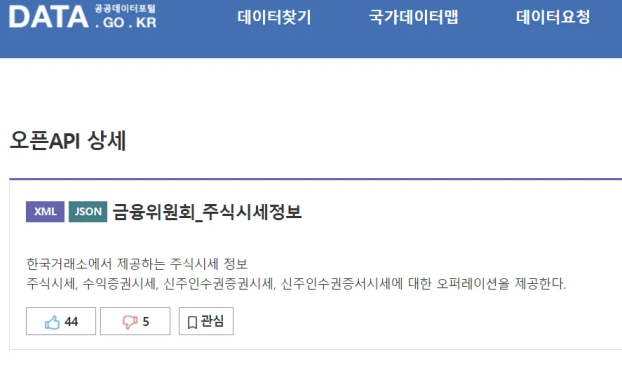 DATA 공공데이터포털 .GO.KR
데이터찾기 국가데이터맵 데이터요청
오픈API 상세
XML JSON 금융위원회_주식시세정보
한국거래소에서 제공하는 주식시세 정보
주식시세, 수익증권시세, 신주인수권증권시세, 신주인수권증서시세에 대한 오퍼레이션을 제공한다.
44 5 관심